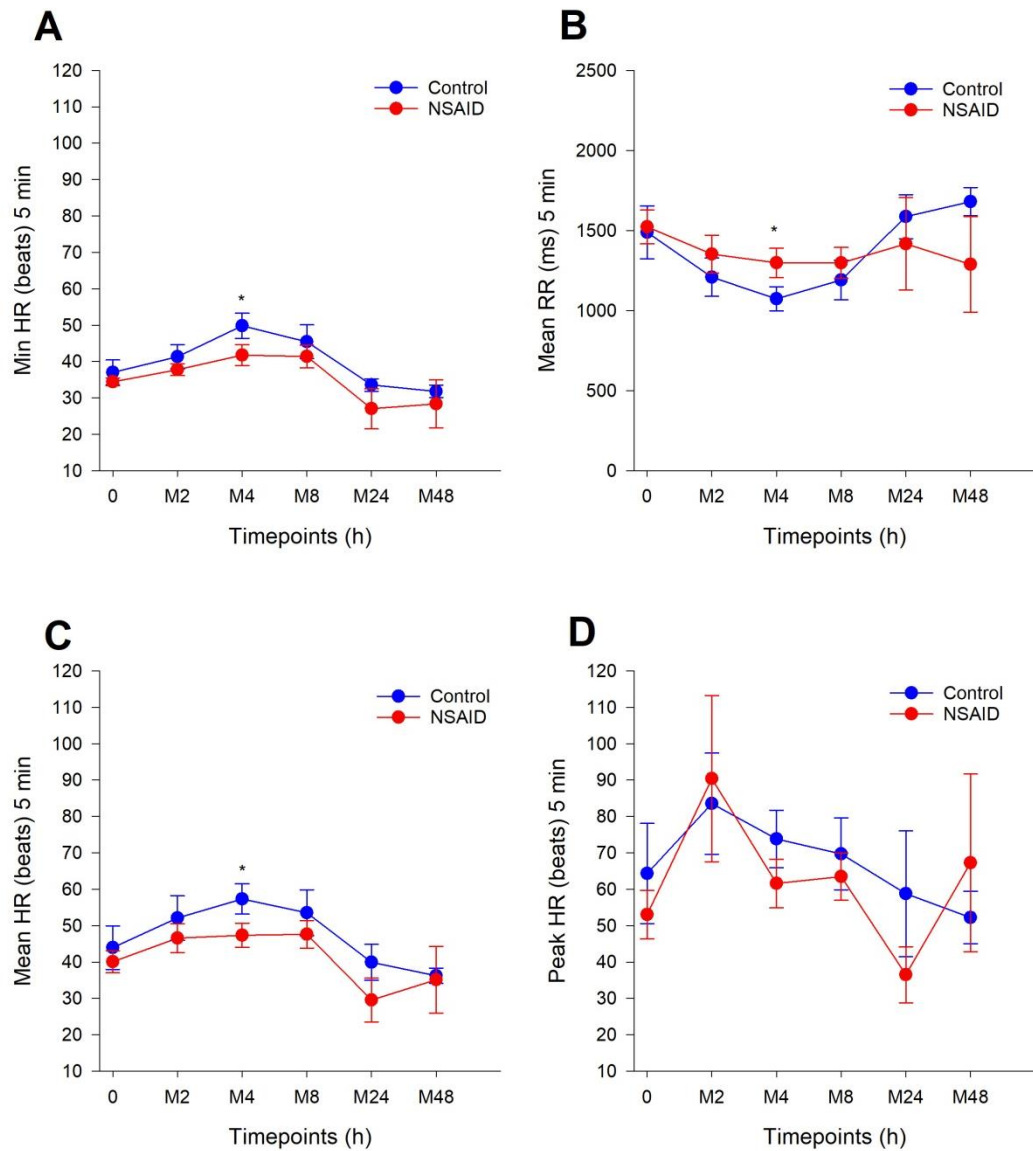 A
Min HR (beats) 5 min
120
110
100
90
80
70
60
50
40
30
20
10
Control
NSAID
*
0 M2 M4 M8 M24 M48
Timepoints (h)
B
Mean RR (ms) 5 min
2500
2000
1500
1000
500
0
Control
NSAID
*
0 M2 M4 M8 M24 M48
Timepoints (h)
C
Mean HR (beats) 5 min
120
110
100
90
80
70
60
50
40
30
20
10
Control
NSAID
*
0 M2 M4 M8 M24 M48
Timepoints (h)
D
Peak HR (beats) 5 min
120
110
100
90
80
70
60
50
40
30
20
10
Control
NSAID
0 M2 M4 M8 M24 M48
Timepoints (h)